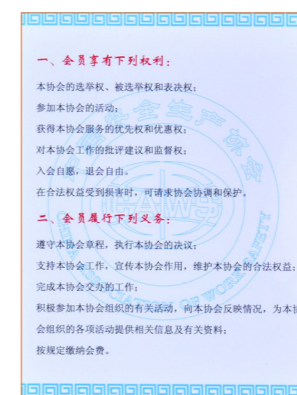 一、会员享有下列权利：
本协会的选举权、被选举权和表决权；
参加本协会的活动；
获得本协会服务的优先权和优惠权；
对本协会工作的批评建议和监督权；
入会自愿，退会自由。
在合法权益受到损害时，可请求协会协调和保护。
二、会员履行下列义务：
遵守本协会章程，执行本协会的决议；
支持本协会工作，宣传本协会作用，维护本协会的合法权益；
完成本协会交办的工作；
积极参加本协会组织的有关活动，向本协会反映情况，为本协
会组织的各项活动提供相关信息及有关资料；
按规定缴纳会费。